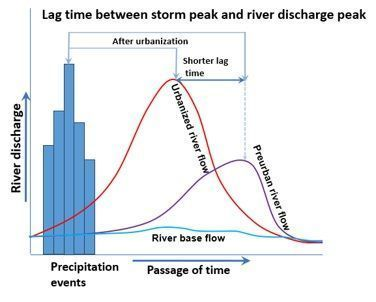 Lag time between storm peak and river discharge peak
After urbanization
Shorter lag
time
River discharge
Urbanized river flow
Preurban river flow
River base flow
Precipitation
events
Passage of time